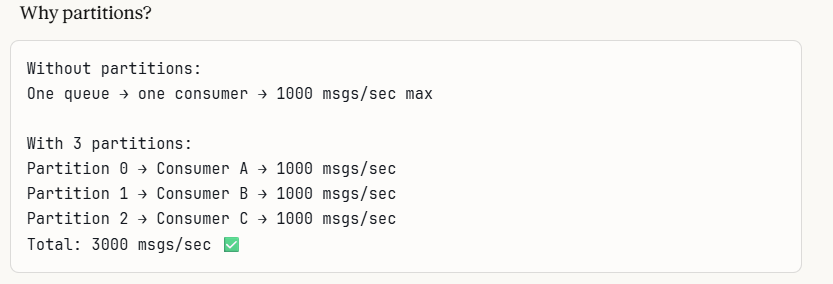 Why partitions?
Without partitions:
One queue → one consumer → 1000 msgs/sec max
With 3 partitions:
Partition 0 → Consumer A → 1000 msgs/sec
Partition 1 → Consumer B → 1000 msgs/sec
Partition 2 → Consumer C → 1000 msgs/sec
Total: 3000 msgs/sec ✅